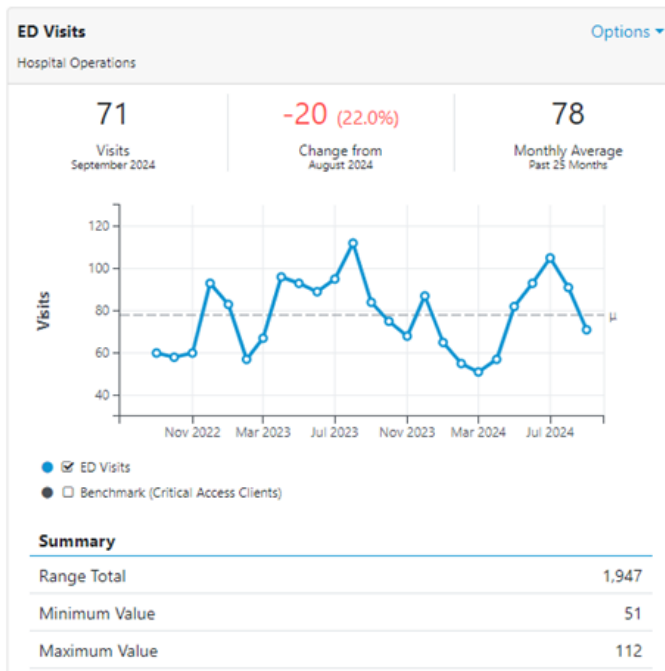 ED Visits
Options
Hospital Operations
71
Visits
September 2024
-20 (22.0%)
Change from
August 2024
78
Monthly Average
Past 25 Months
Visits
120
100
80
60
40
μ
Nov 2022 Mar 2023 Jul 2023 Nov 2023 Mar 2024 Jul 2024
ED Visits
Benchmark (Critical Access Clients)
Summary
Range Total 1,947
Minimum Value 51
Maximum Value 112